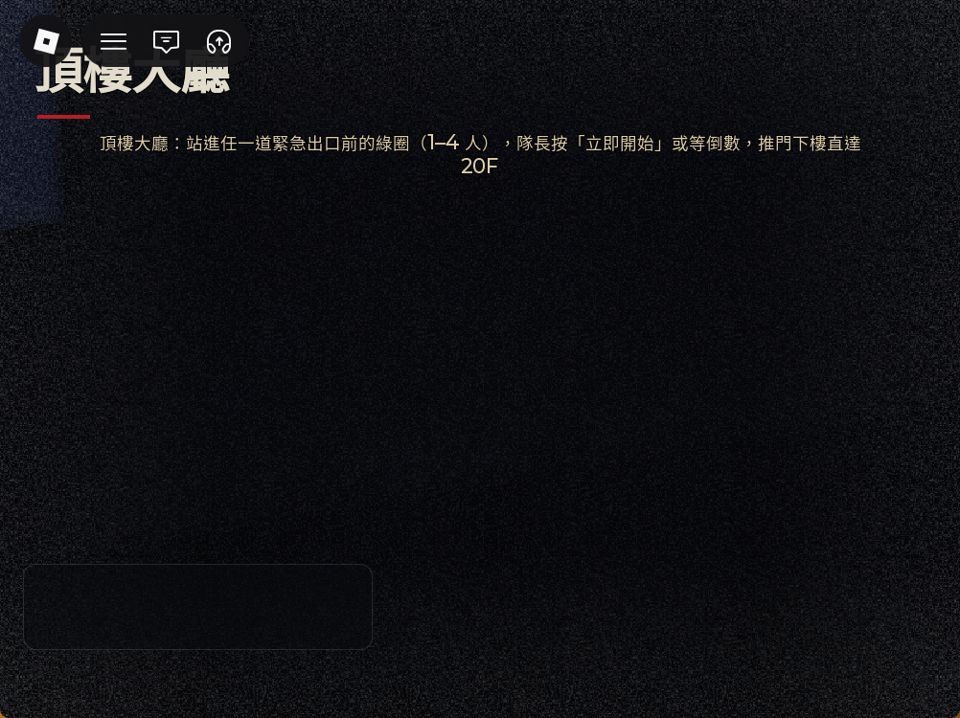 頂樓大廳
頂樓大廳：站進任一道緊急出口前的綠圈（1–4 人），隊長按「立即開始」或等倒數，推門下樓直達
20F